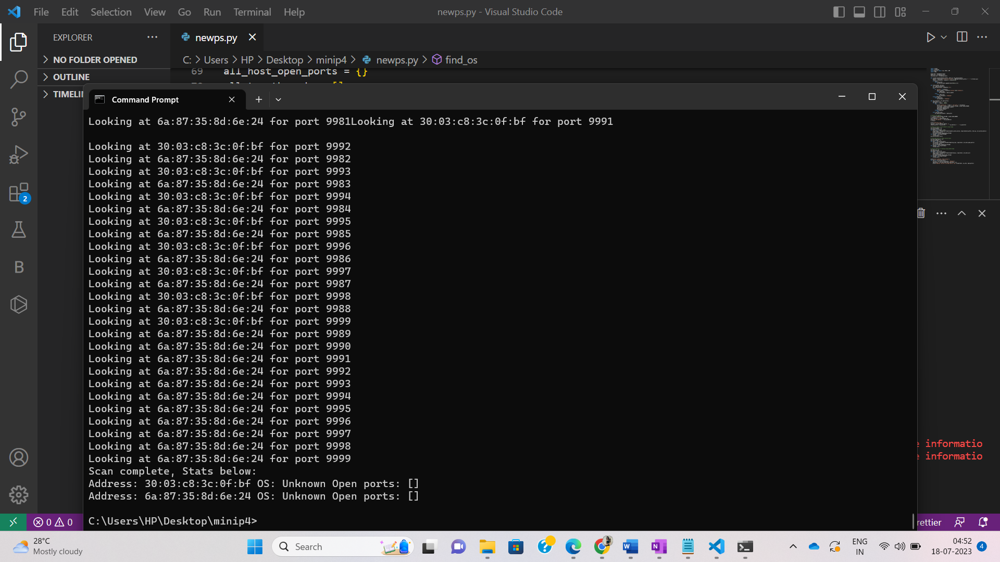 File Edit Selection View Go Run Terminal Help
newps.py - Visual Studio Code
EXPLORER
newps.py
NO FOLDER OPENED
C: > Users > HP > Desktop > minip4 > newps.py > find_os
69 all_host_open_ports = {}
OUTLINE
Command Prompt
Looking at 6a:87:35:8d:6e:24 for port 9981Looking at 30:03:c8:3c:0f:bf for port 9991
Looking at 30:03:c8:3c:0f:bf for port 9992
Looking at 6a:87:35:8d:6e:24 for port 9982
Looking at 30:03:c8:3c:0f:bf for port 9993
Looking at 6a:87:35:8d:6e:24 for port 9983
Looking at 30:03:c8:3c:0f:bf for port 9994
Looking at 6a:87:35:8d:6e:24 for port 9984
Looking at 30:03:c8:3c:0f:bf for port 9995
Looking at 6a:87:35:8d:6e:24 for port 9985
Looking at 30:03:c8:3c:0f:bf for port 9996
Looking at 6a:87:35:8d:6e:24 for port 9986
Looking at 30:03:c8:3c:0f:bf for port 9997
Looking at 6a:87:35:8d:6e:24 for port 9987
Looking at 30:03:c8:3c:0f:bf for port 9998
Looking at 6a:87:35:8d:6e:24 for port 9988
Looking at 30:03:c8:3c:0f:bf for port 9999
Looking at 6a:87:35:8d:6e:24 for port 9989
Looking at 6a:87:35:8d:6e:24 for port 9990
Looking at 6a:87:35:8d:6e:24 for port 9991
Looking at 6a:87:35:8d:6e:24 for port 9992
Looking at 6a:87:35:8d:6e:24 for port 9993
Looking at 6a:87:35:8d:6e:24 for port 9994
Looking at 6a:87:35:8d:6e:24 for port 9995
Looking at 6a:87:35:8d:6e:24 for port 9996
Looking at 6a:87:35:8d:6e:24 for port 9997
Looking at 6a:87:35:8d:6e:24 for port 9998
Looking at 6a:87:35:8d:6e:24 for port 9999
Scan complete, Stats below:
Address: 30:03:c8:3c:0f:bf OS: Unknown Open ports: []
Address: 6a:87:35:8d:6e:24 OS: Unknown Open ports: []
C:\Users\HP\Desktop\minip4>
2
B
informatio
informatio
0 0
rettier
28°C
Mostly cloudy
Search
ENG
IN
04:52
18-07-2023
4